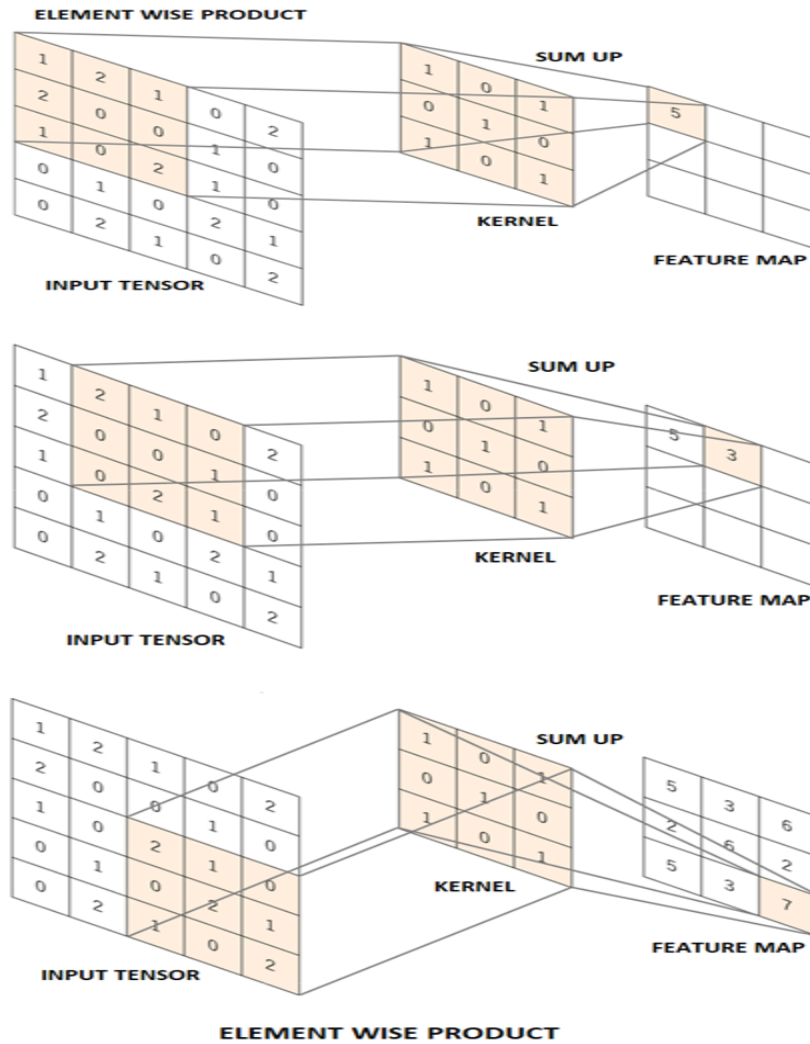 ELEMENT WISE PRODUCT
1 2 1 0 2
2 0 0 1 0
1 0 2 1 0
0 1 0 2 1
0 2 1 0 2
INPUT TENSOR
1 0 1
0 1 0
1 0 1
KERNEL
SUM UP
5
FEATURE MAP
1 2 1 0 2
2 0 0 1 0
1 0 2 1 0
0 1 0 2 1
0 2 1 0 2
INPUT TENSOR
1 0 1
0 1 0
1 0 1
KERNEL
SUM UP
5 3
FEATURE MAP
1 2 1 0 2
2 0 0 1 0
1 0 2 1 0
0 1 0 2 1
0 2 1 0 2
INPUT TENSOR
1 0 1
0 1 0
1 0 1
KERNEL
SUM UP
5 3 6
2 6 2
5 3 7
FEATURE MAP
ELEMENT WISE PRODUCT